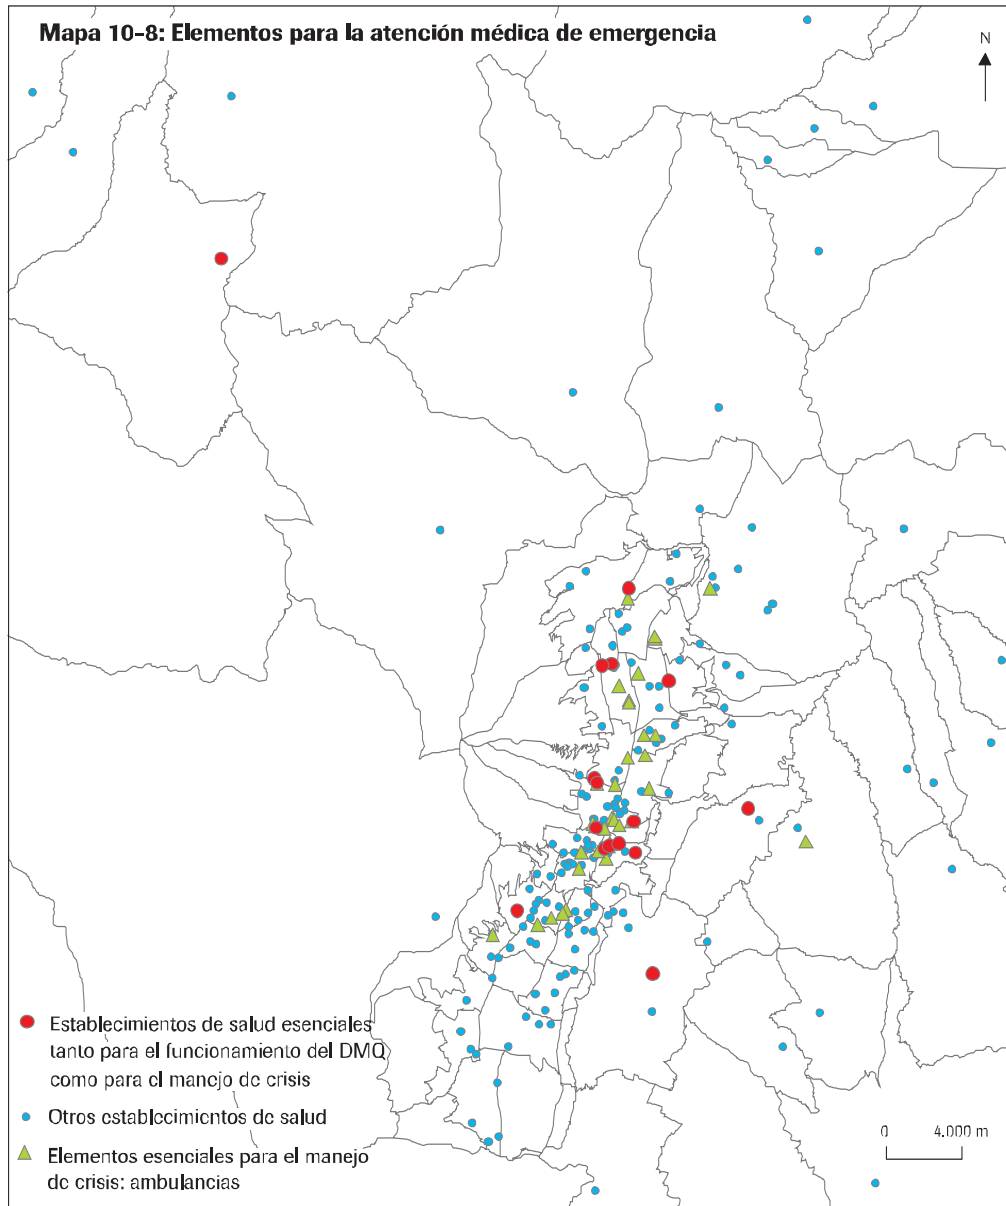 Mapa 10-8: Elementos para la atención médica de emergencia
N
Establecimientos de salud esenciales
tanto para el funcionamiento del DMQ
como para el manejo de crisis
Otros establecimientos de salud
Elementos esenciales para el manejo
de crisis: ambulancias
0 4.000 m